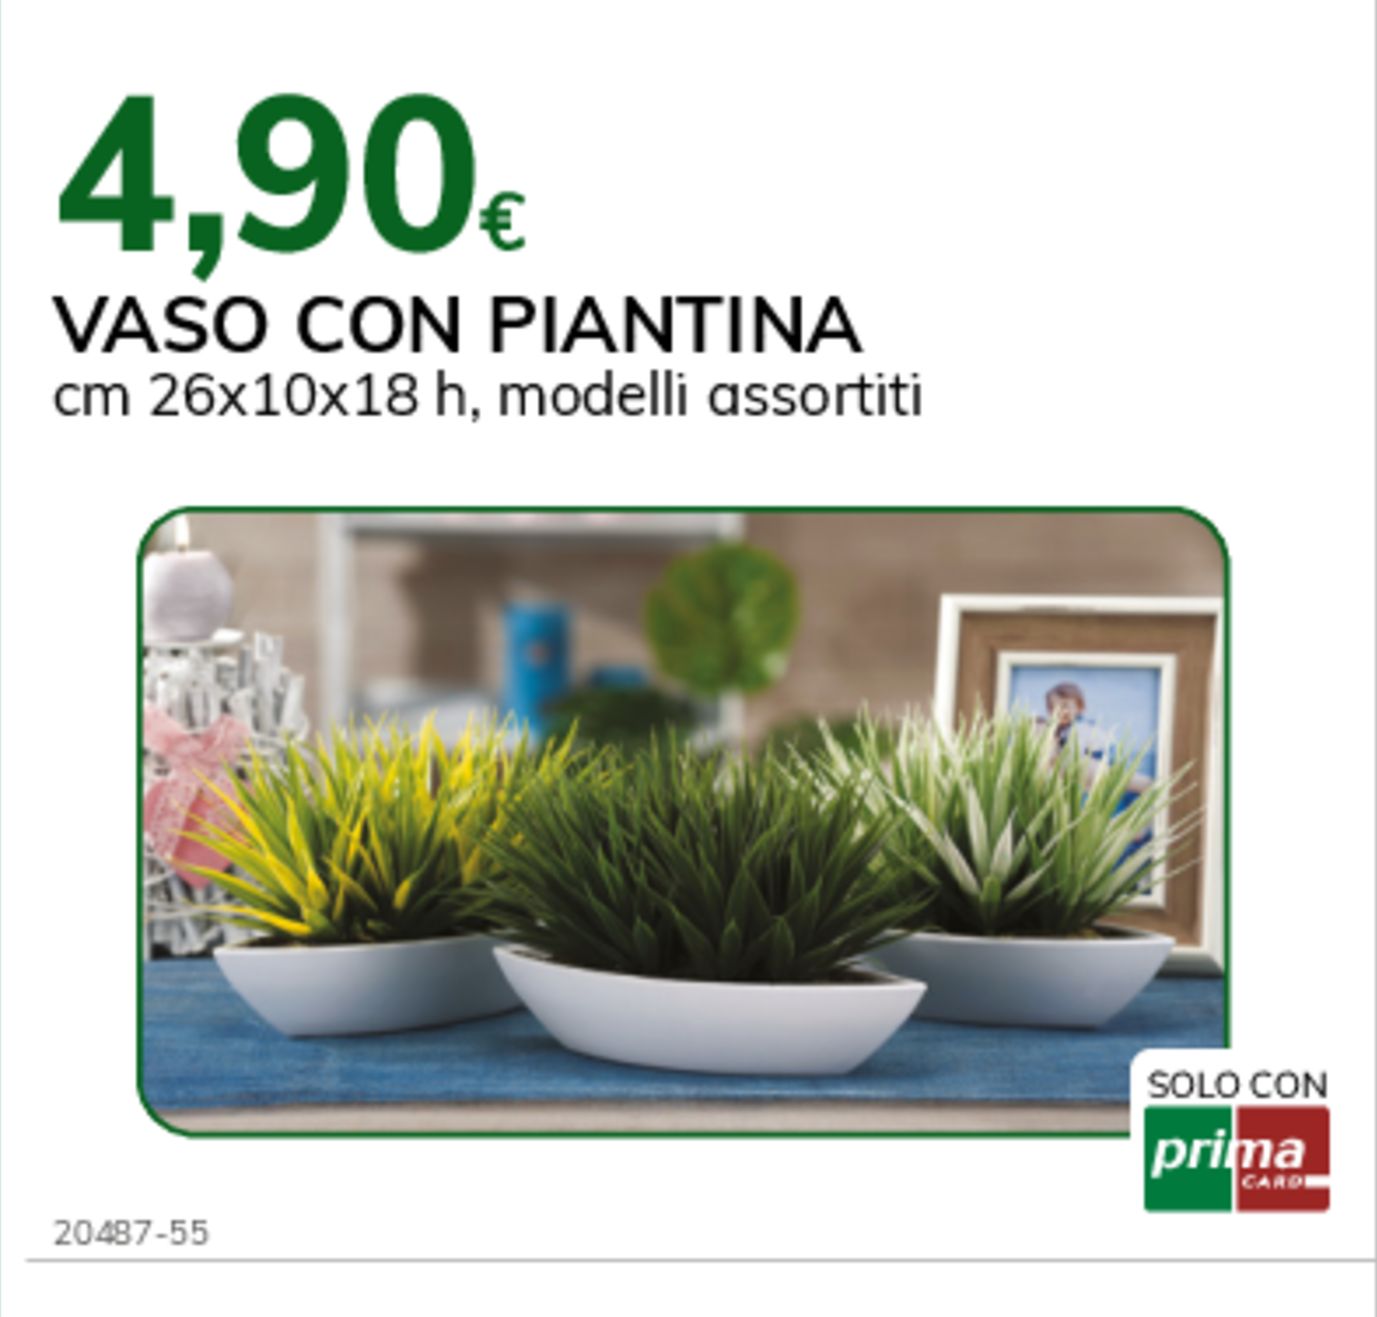 4,90€
VASO CON PIANTINA
cm 26x10x18 h, modelli assortiti
SOLO CON
prima
CARD
20487-55